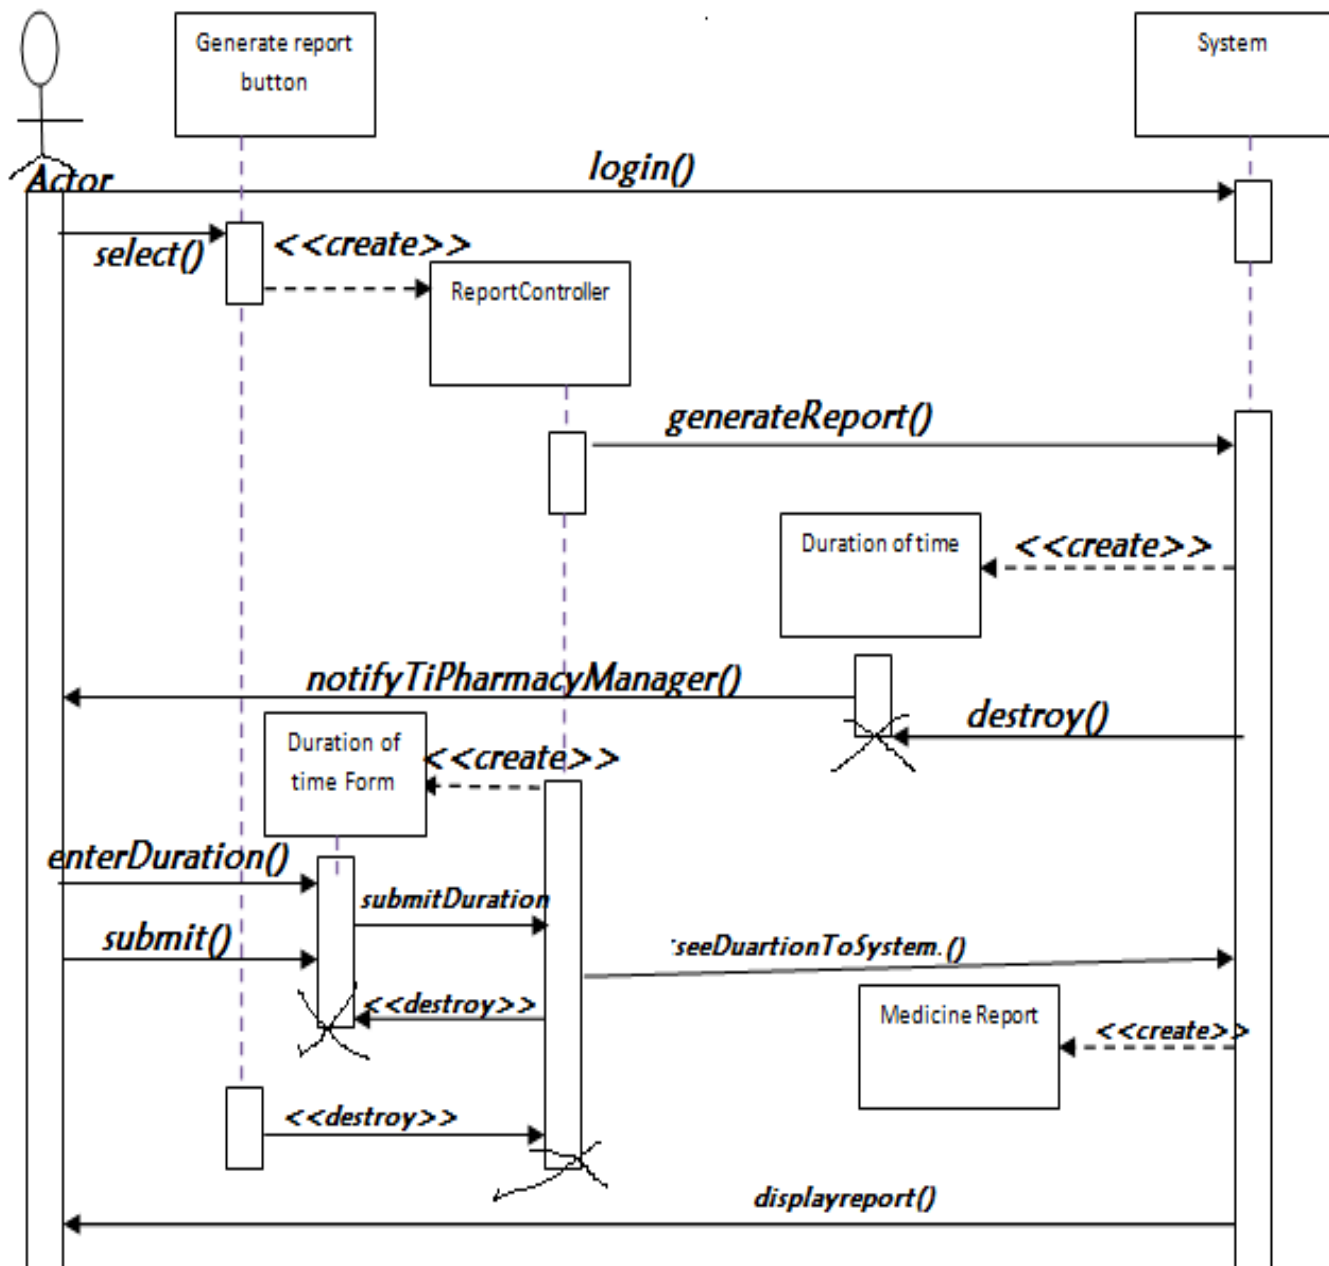 Generate report
button
System
Actor
login()
select()
<<create>>
ReportController
generateReport()
Duration of time
<<create>>
notifyTiPharmacyManager()
destroy()
Duration of
time Form
<<create>>
enterDuration()
submitDuration
submit()
seeDuartionToSystem.()
<<destroy>>
Medicine Report
<<create>>
<<destroy>>
displayreport()